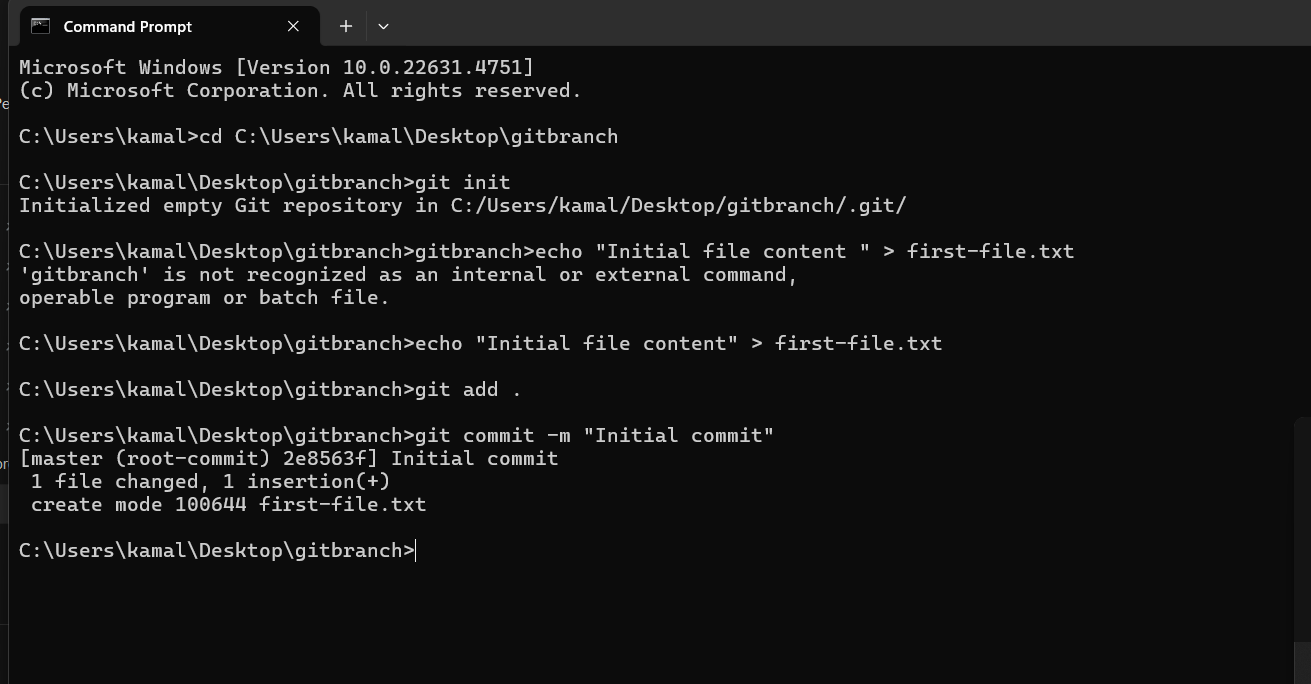 Command Prompt
Microsoft Windows [Version 10.0.22631.4751]
(c) Microsoft Corporation. All rights reserved.
C:\Users\kamal>cd C:\Users\kamal\Desktop\gitbranch
C:\Users\kamal\Desktop\gitbranch>git init
Initialized empty Git repository in C:/Users/kamal/Desktop/gitbranch/.git/
C:\Users\kamal\Desktop\gitbranch>gitbranch>echo "Initial file content " > first-file.txt
'gitbranch' is not recognized as an internal or external command,
operable program or batch file.
C:\Users\kamal\Desktop\gitbranch>echo "Initial file content" > first-file.txt
C:\Users\kamal\Desktop\gitbranch>git add .
C:\Users\kamal\Desktop\gitbranch>git commit -m "Initial commit"
[master (root-commit) 2e8563f] Initial commit
 1 file changed, 1 insertion(+)
 create mode 100644 first-file.txt
C:\Users\kamal\Desktop\gitbranch>